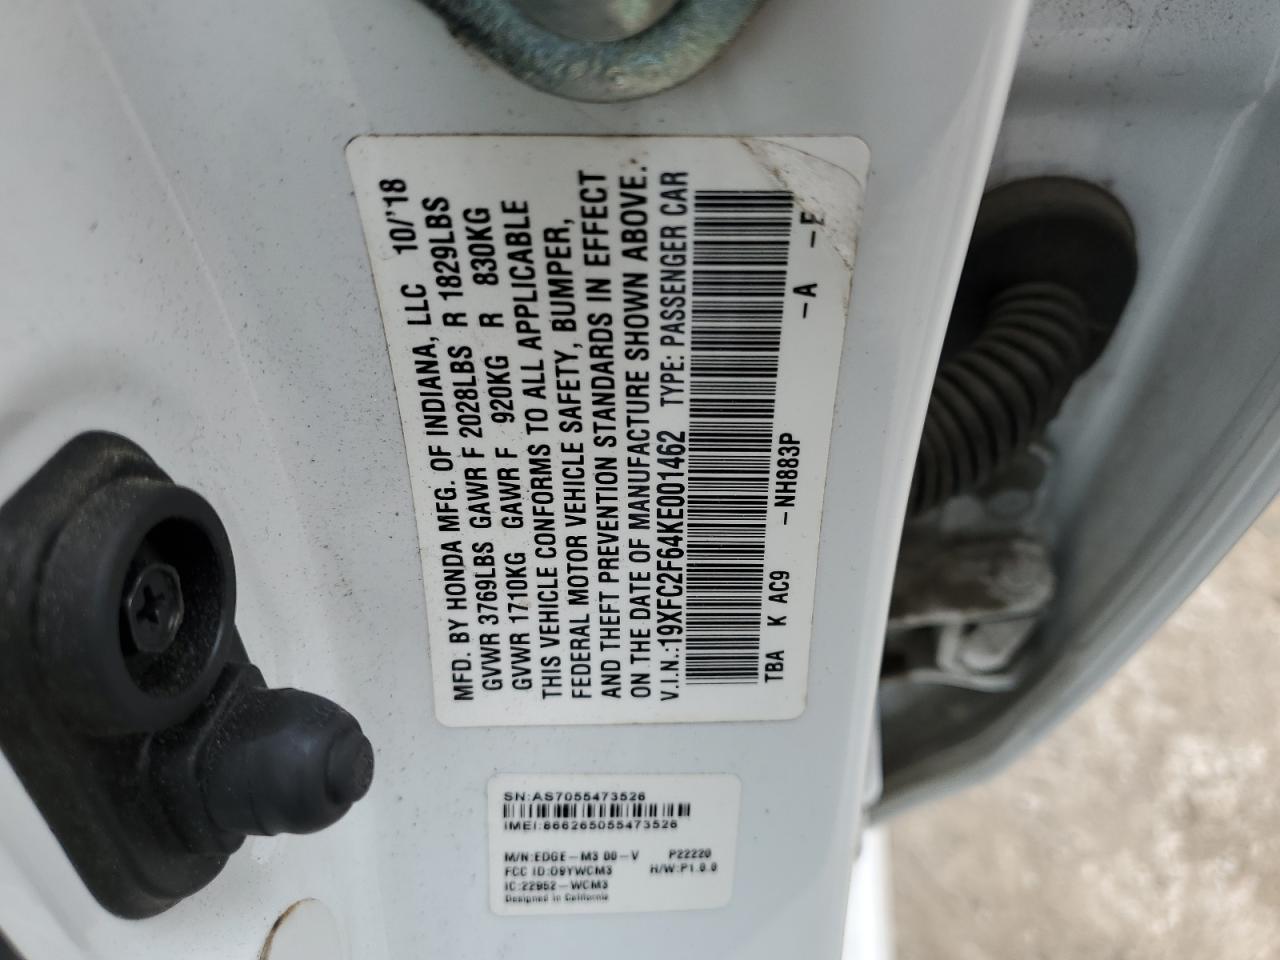 MFD. BY HONDA MFG. OF INDIANA, LLC 10/'18
GVWR 3769LBS GAWR F 2028LBS R 1829LBS
GVWR 1710KG GAWR F 920KG R 830KG
THIS VEHICLE CONFORMS TO ALL APPLICABLE
FEDERAL MOTOR VEHICLE SAFETY, BUMPER,
AND THEFT PREVENTION STANDARDS IN EFFECT
ON THE DATE OF MANUFACTURE SHOWN ABOVE.
V.I.N.:19XFC2F64KE001462 TYPE: PASSENGER CAR
TBA K AC9 -NH883P -A -E
SN:AS7055473526
IMEI:866265055473526
M/N:EDGE-M3 00-V P22220
FCC ID:O9YWCM3 H/W:P1.0.0
IC:22952-WCM3
Designed in California